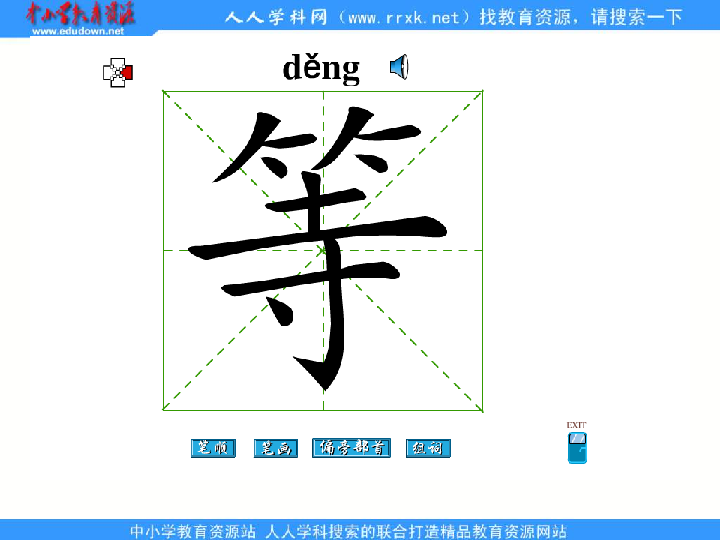 中小学教育资源
www.edudown.net
人人学科网（www.rrxk.net）找教育资源，请搜索一下
děng
等
EXIT
笔顺 笔画 偏旁部首 组词
中小学教育资源站 人人学科搜索的联合打造精品教育资源网站